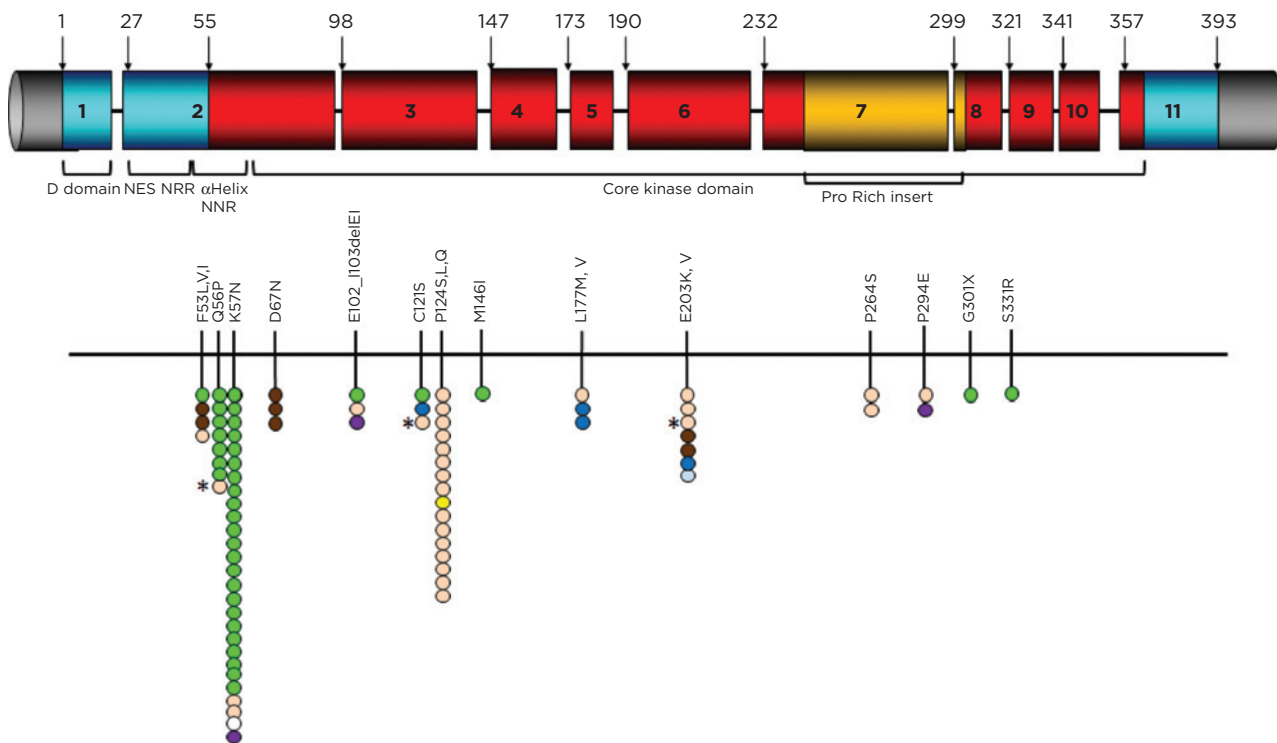 1 27 55 98 147 173 190 232 299 321 341 357 393
1 2 3 4 5 6 7 8 9 10 11
D domain NES NRR αHelix Core kinase domain
NNR
Pro Rich insert
F53L,V,I
Q56P
K57N
D67N
E102_I103delEI
C121S
P124S,L,Q
M146I
L177M, V
E203K, V
P264S
P294E
G301X
S331R
*
*
*